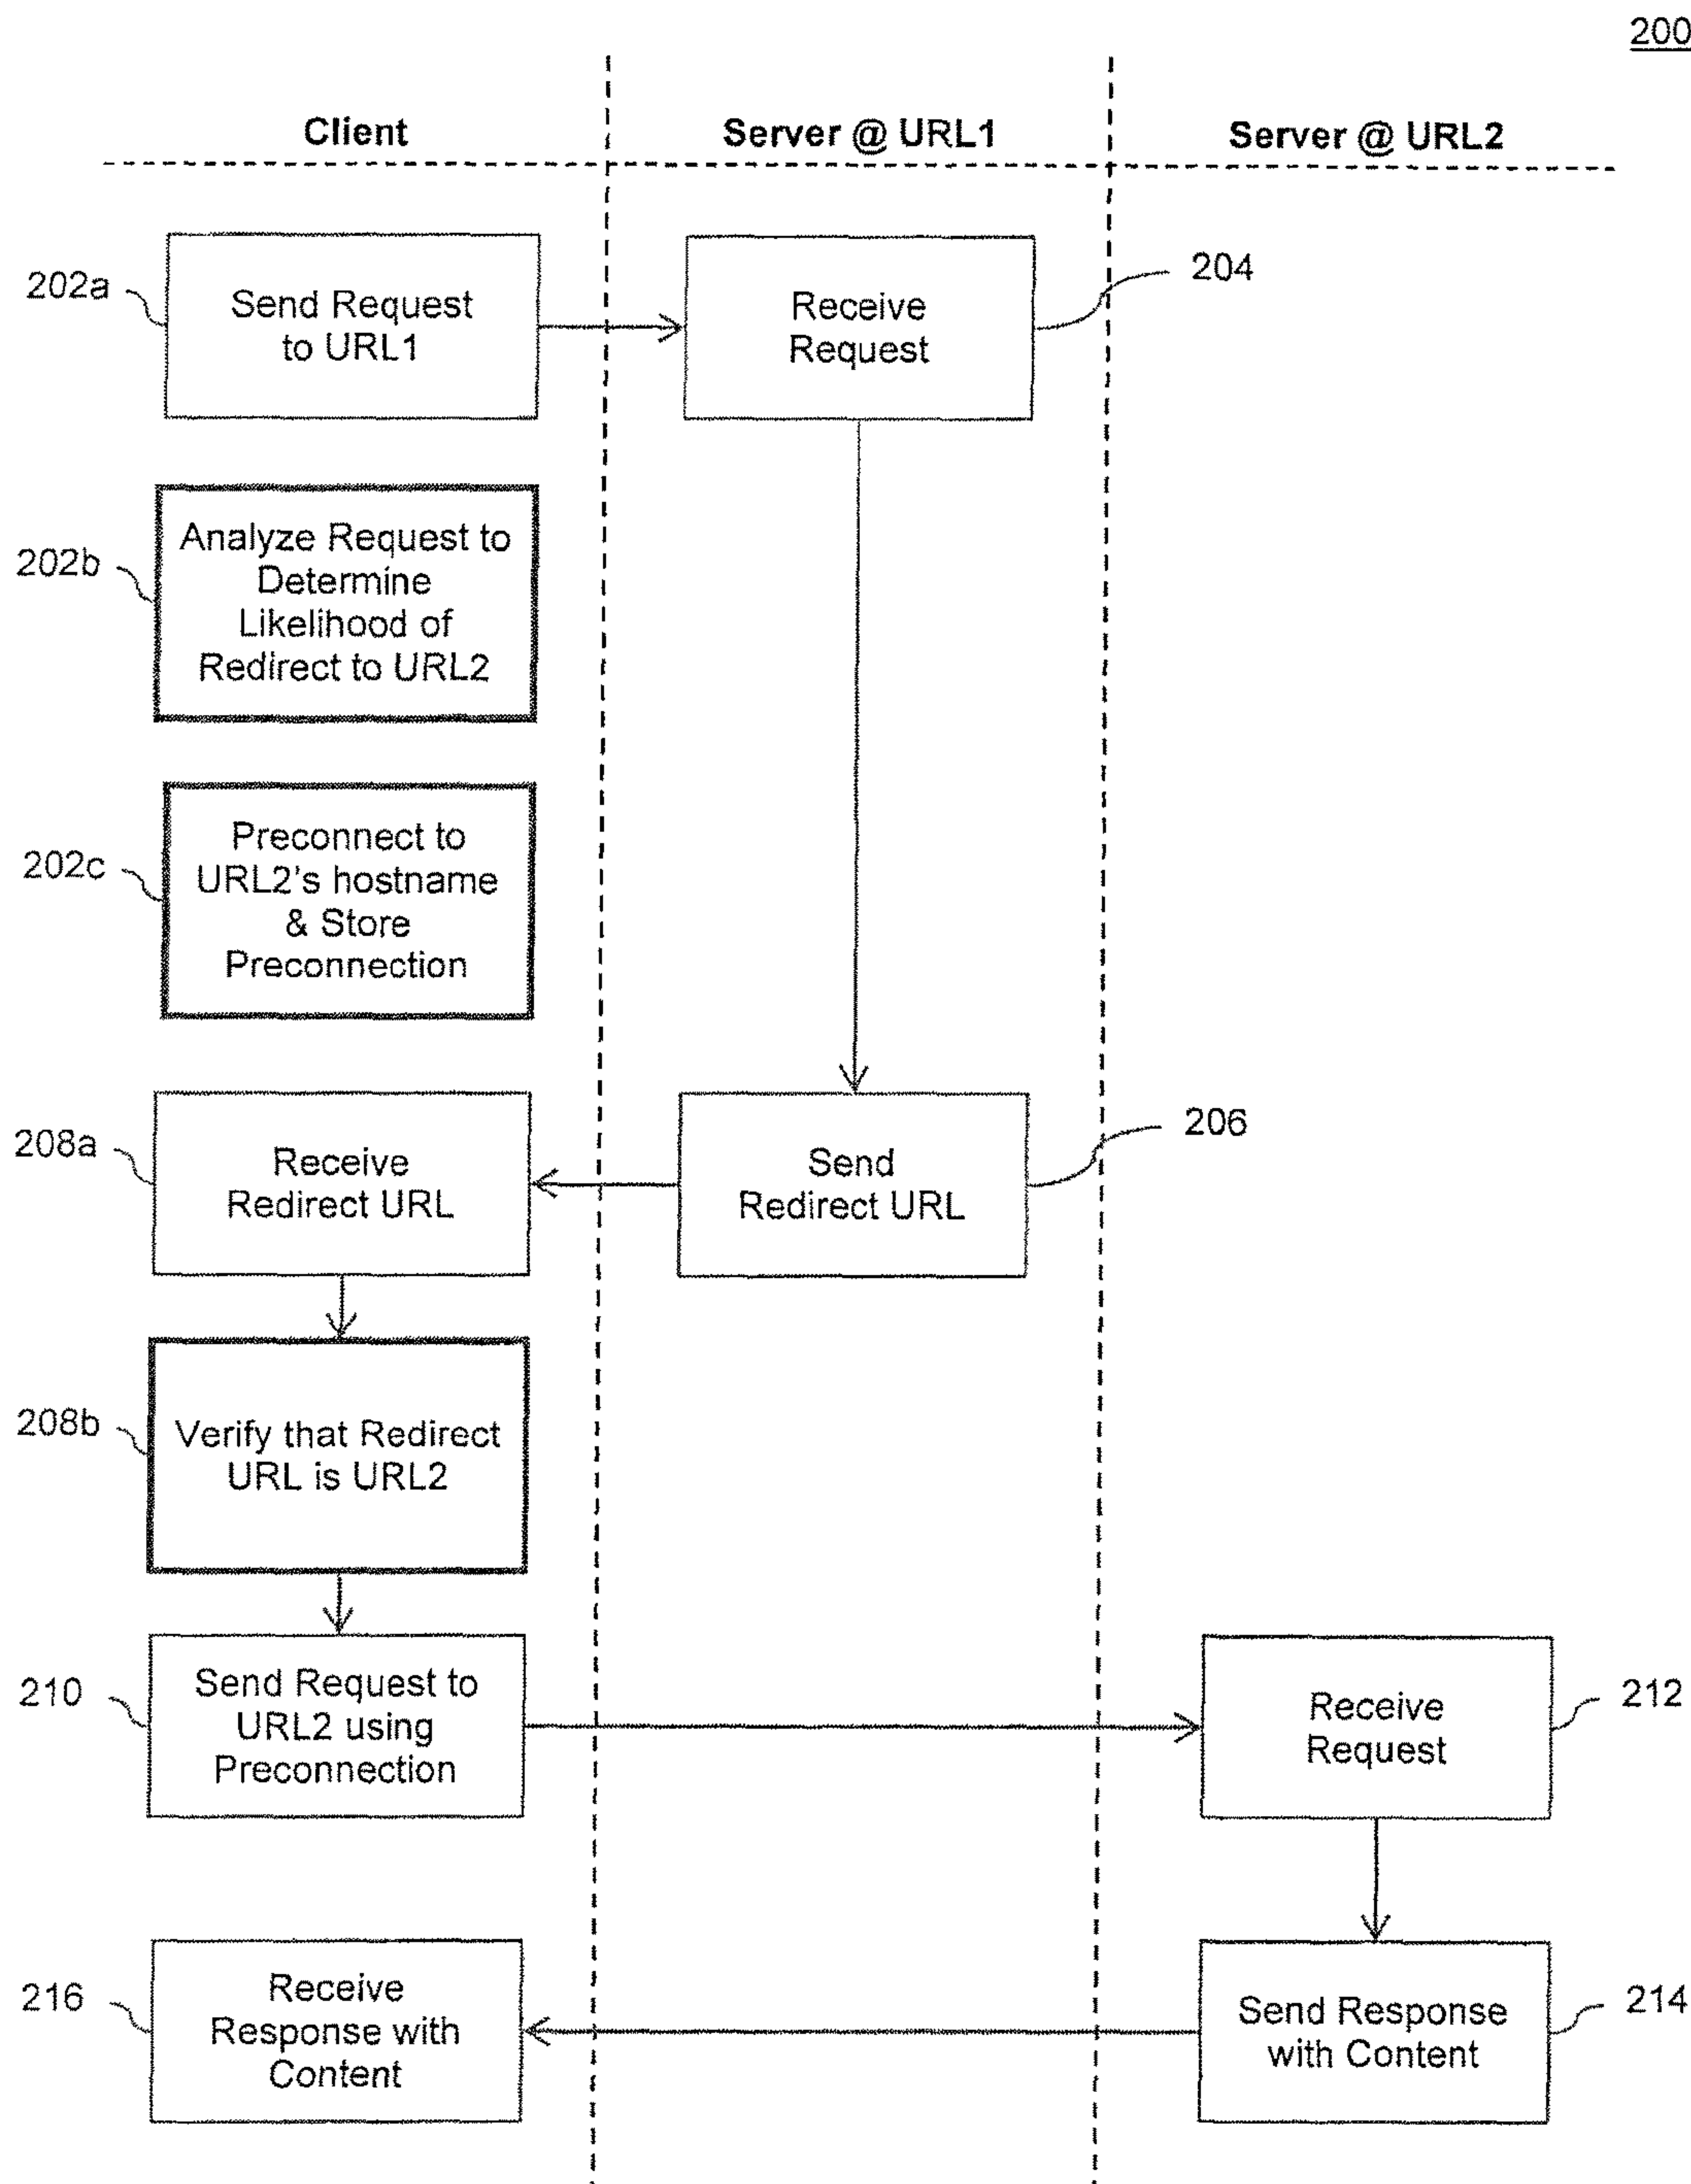 200
Client
Server @ URL1
Server @ URL2
202a
Send Request
to URL1
Receive
Request
204
202b
Analyze Request to
Determine
Likelihood of
Redirect to URL2
202c
Preconnect to
URL2's hostname
& Store
Preconnection
208a
Receive
Redirect URL
Send
Redirect URL
206
208b
Verify that Redirect
URL is URL2
210
Send Request to
URL2 using
Preconnection
Receive
Request
212
216
Receive
Response with
Content
Send Response
with Content
214